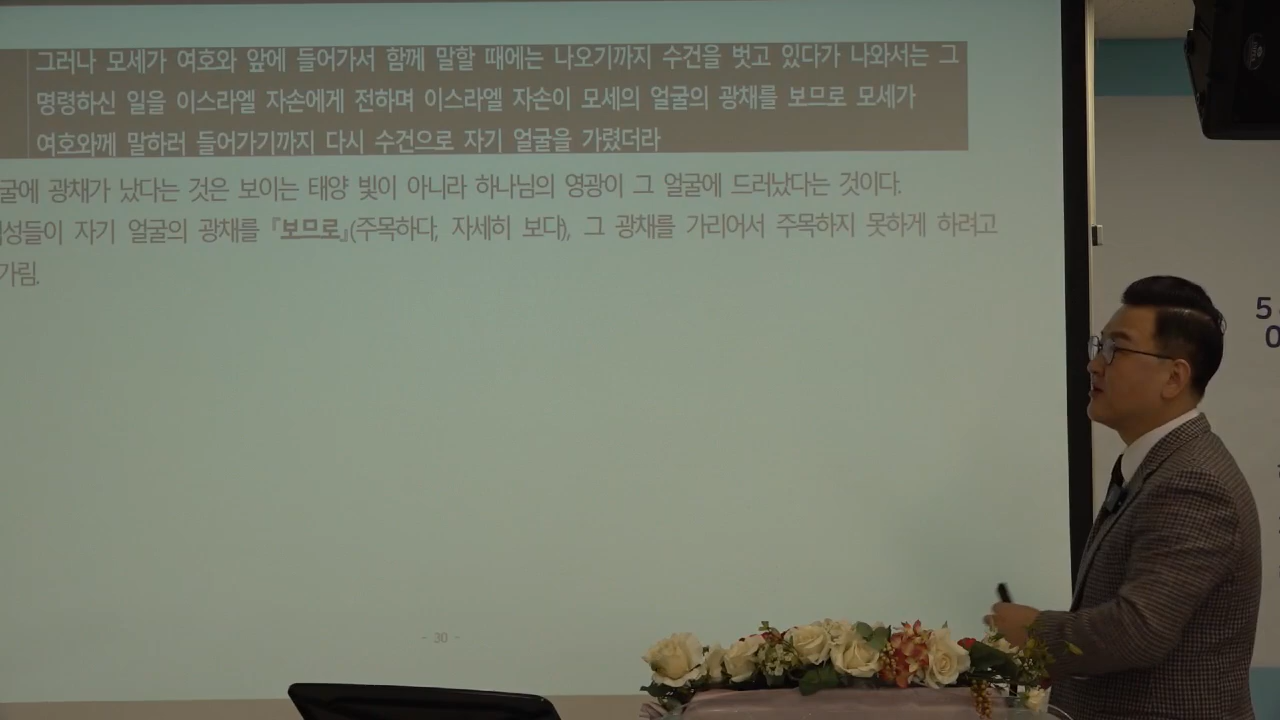 그러나 모세가 여호와 앞에 들어가서 함께 말할 때에는 나오기까지 수건을 벗고 있다가 나와서는 그
명령하신 일을 이스라엘 자손에게 전하며 이스라엘 자손이 모세의 얼굴의 광채를 보므로 모세가
여호와께 말하러 들어가기까지 다시 수건으로 자기 얼굴을 가렸더라
굴에 광채가 났다는 것은 보이는 태양 빛이 아니라 하나님의 영광이 그 얼굴에 드러났다는 것이다.
성들이 자기 얼굴의 광채를 『보므로』(주목하다, 자세히 보다), 그 광채를 가리어서 주목하지 못하게 하려고
가림.
- 30 -
5
0